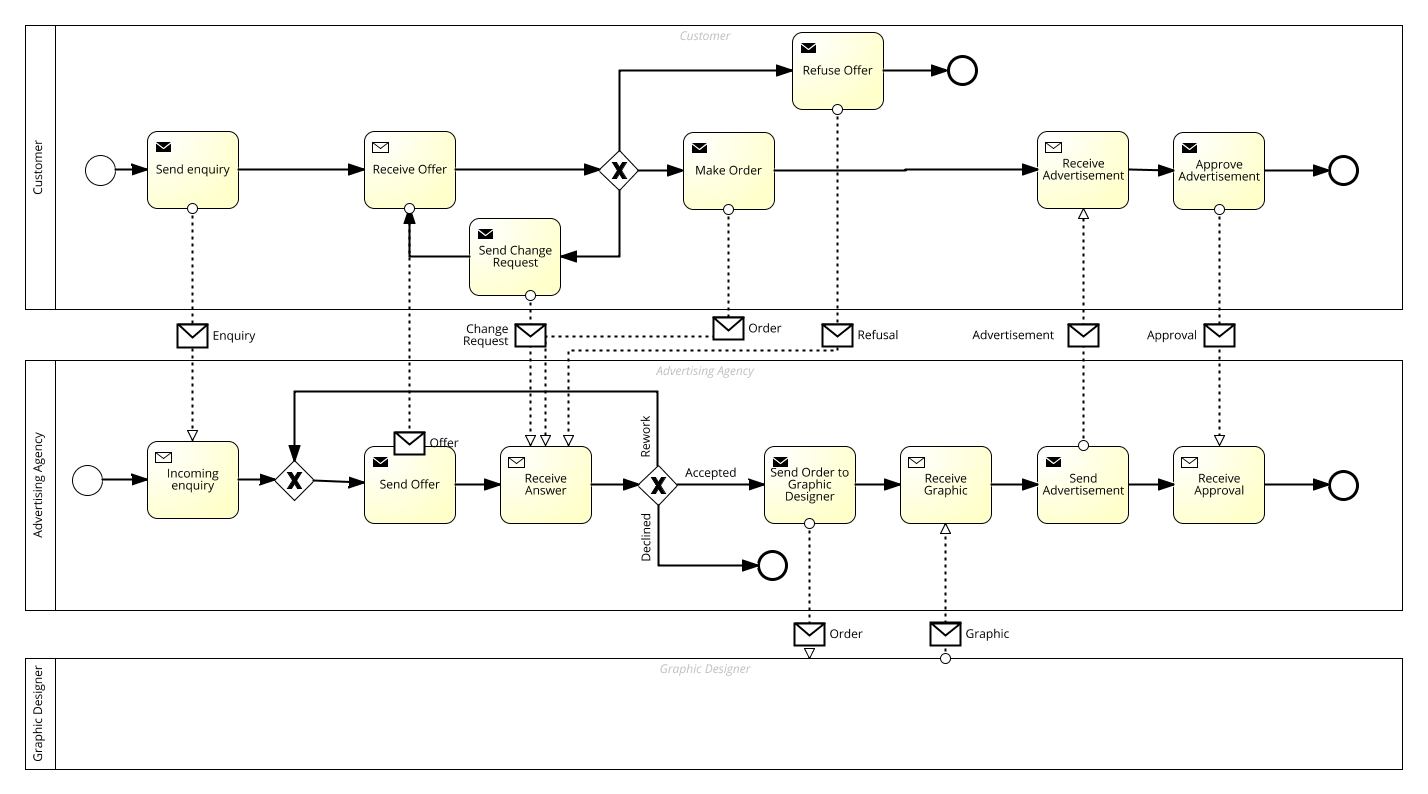 Customer
Customer
Refuse Offer
Send enquiry
Receive Offer
Make Order
Receive
Advertisement
Approve
Advertisement
Send Change
Request
Enquiry
Change
Request
Order
Refusal
Advertisement
Approval
Advertising Agency
Advertising Agency
Incoming
enquiry
Offer
Send Offer
Receive
Answer
Rework
Accepted
Declined
Send Order to
Graphic
Designer
Receive
Graphic
Send
Advertisement
Receive
Approval
Order
Graphic
Graphic Designer
Graphic Designer